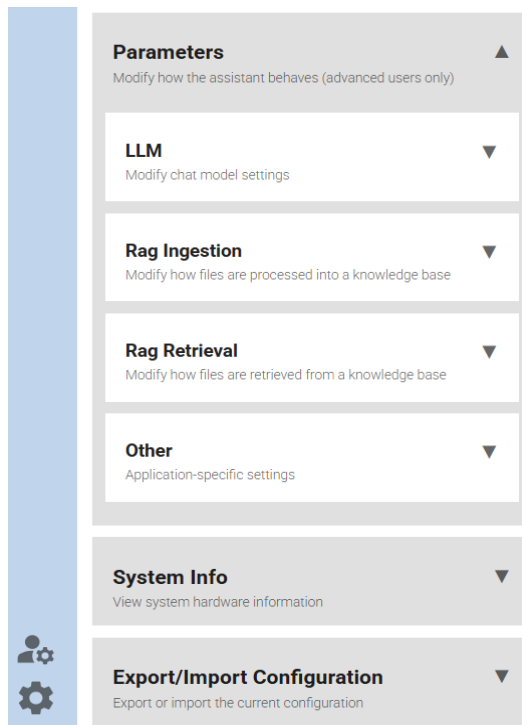 Parameters
Modify how the assistant behaves (advanced users only)
LLM
Modify chat model settings
Rag Ingestion
Modify how files are processed into a knowledge base
Rag Retrieval
Modify how files are retrieved from a knowledge base
Other
Application-specific settings
System Info
View system hardware information
Export/Import Configuration
Export or import the current configuration